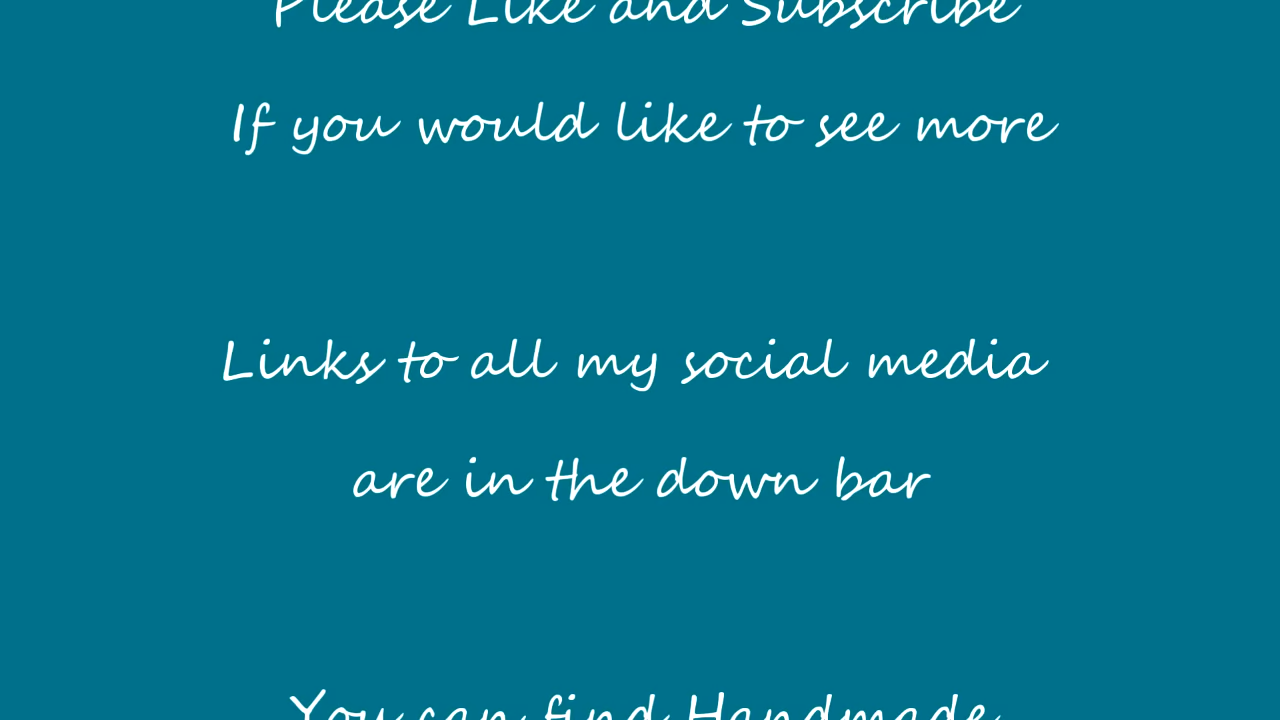 Please Like and Subscribe
If you would like to see more
Links to all my social media
are in the down bar
You can find Handmade